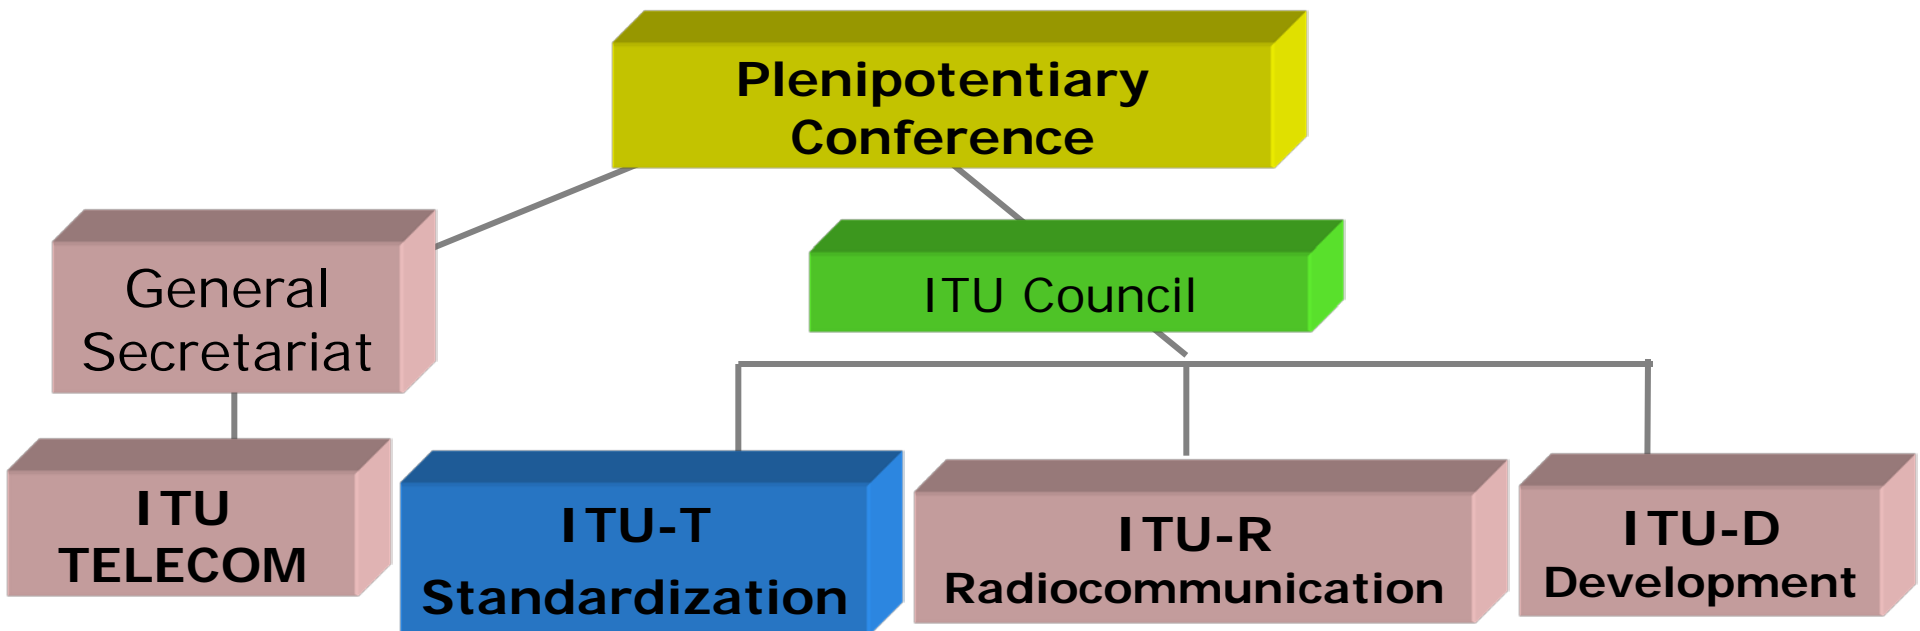 Plenipotentiary
Conference
General
Secretariat
ITU Council
ITU
TELECOM
ITU-T
Standardization
ITU-R
Radiocommunication
ITU-D
Development